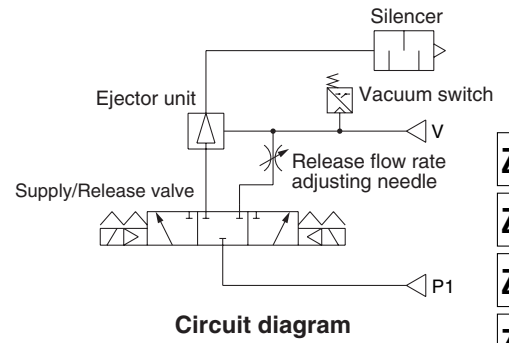 Silencer
Ejector unit
Vacuum switch
V
Release flow rate
adjusting needle
Supply/Release valve
P1
Circuit diagram
Z
Z
Z